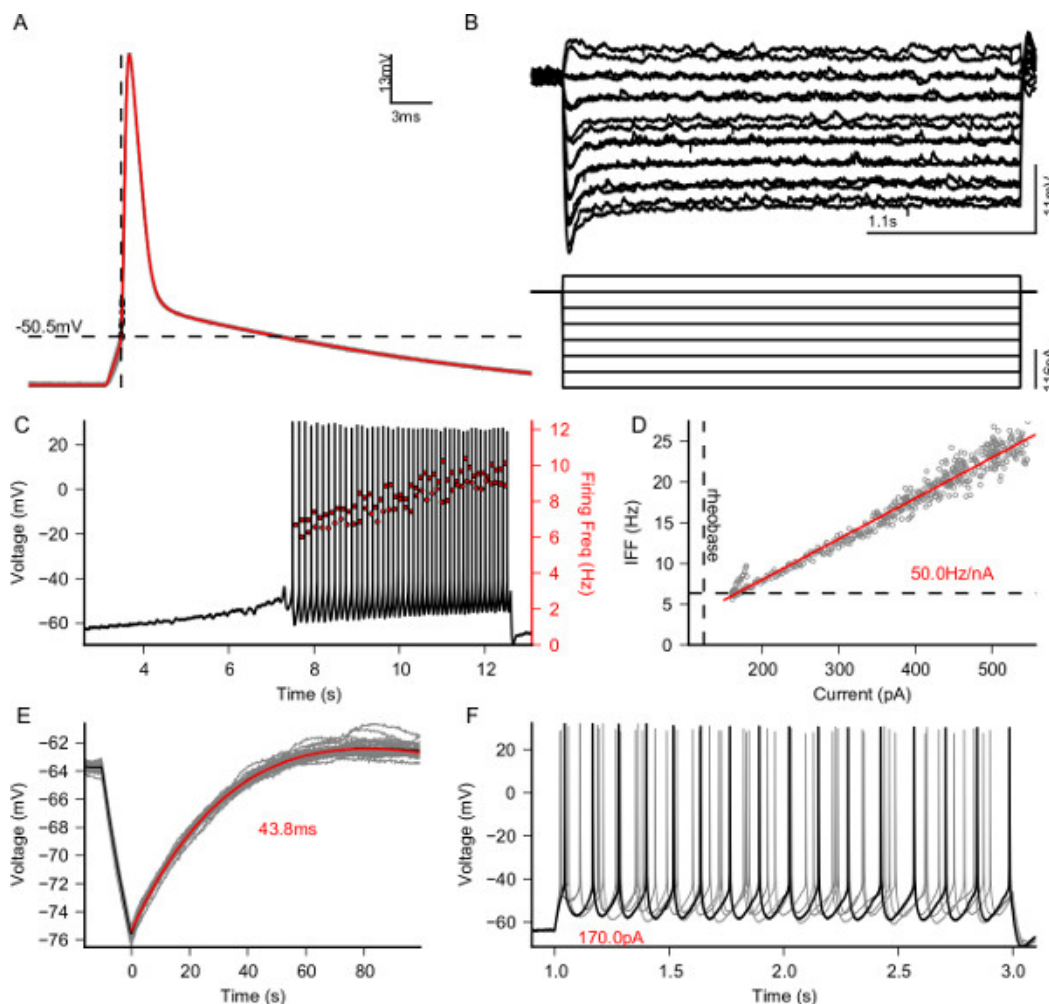 A
13mV
3ms
-50.5mV
B
1.1s
11mV
116pA
C
20
0
−20
−40
−60
Voltage (mV)
4
6
8
10
12
Time (s)
12
10
8
6
4
2
0
Firing Freq (Hz)
D
25
20
15
10
5
0
IFF (Hz)
rheobase
50.0Hz/nA
200
300
400
500
Current (pA)
E
−62
−64
−66
−68
−70
−72
−74
−76
Voltage (mV)
43.8ms
0
20
40
60
80
Time (s)
F
20
0
−20
−40
−60
Voltage (mV)
170.0pA
1.0
1.5
2.0
2.5
3.0
Time (s)